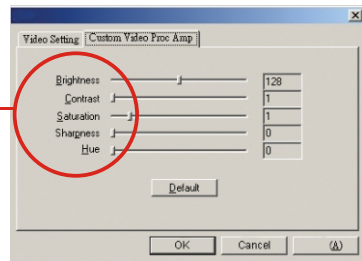 Video Setting Custom Video Proc Amp
Brightness 128
Contrast 1
Saturation 1
Sharpness 0
Hue 0
Default
OK Cancel (A)